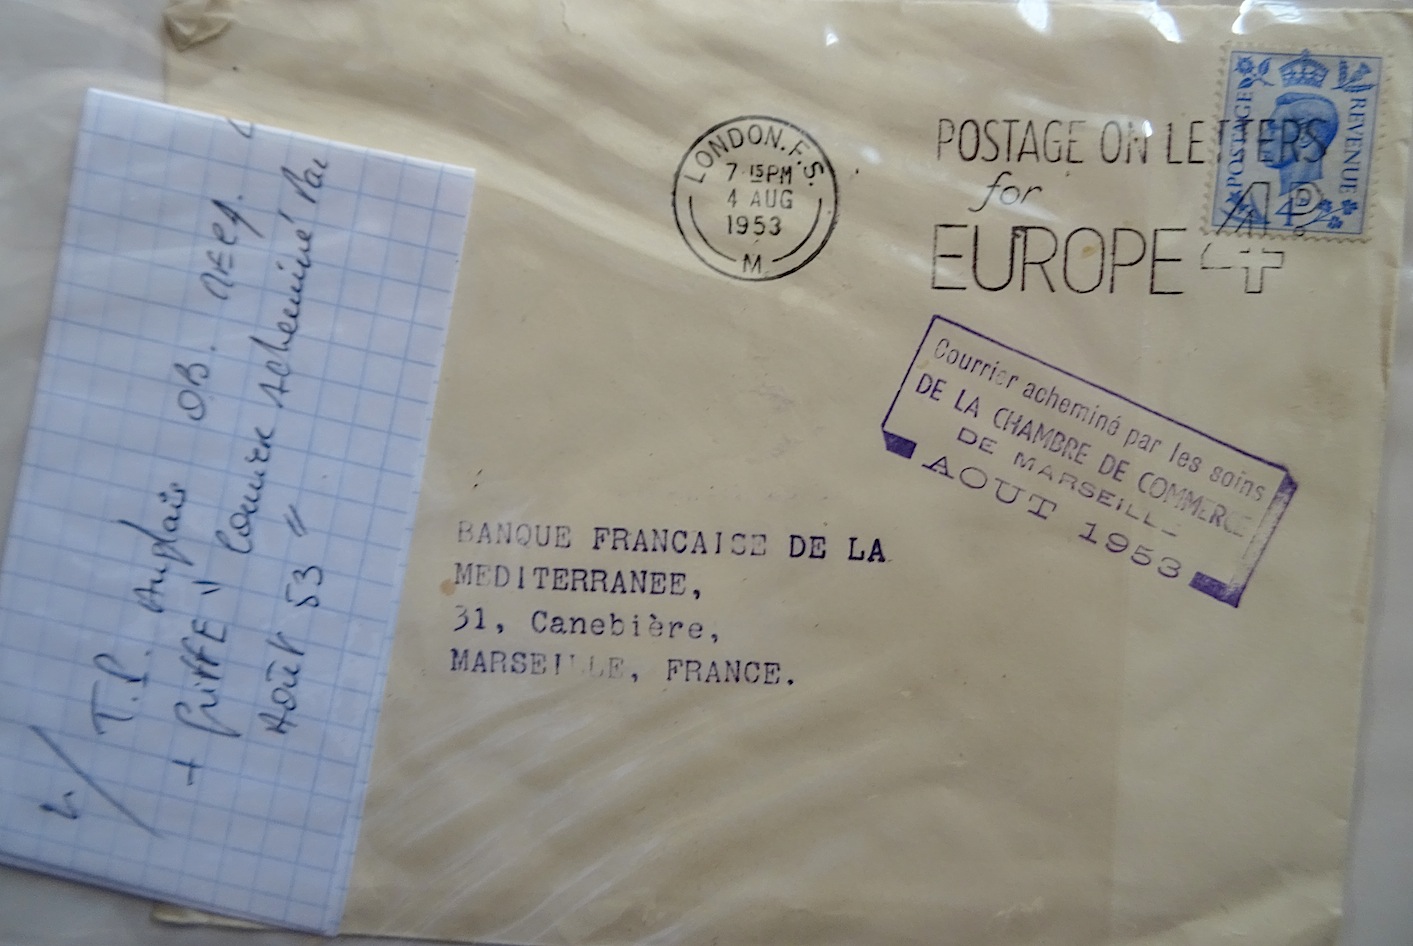 LONDON.F.S.
7·15PM
4 AUG
1953
M
POSTAGE ON LETTERS
for
EUROPE 4D
POSTAGE
REVENUE
4D
Courrier acheminé par les soins
DE LA CHAMBRE DE COMMERCE
DE MARSEILLE
AOUT 1953
BANQUE FRANCAISE DE LA
MEDITERRANEE,
31, Canebière,
MARSEILLE, FRANCE.
T.P. Anglais OB.
+ Griffe " Courrier acheminé Par
Août 53 "